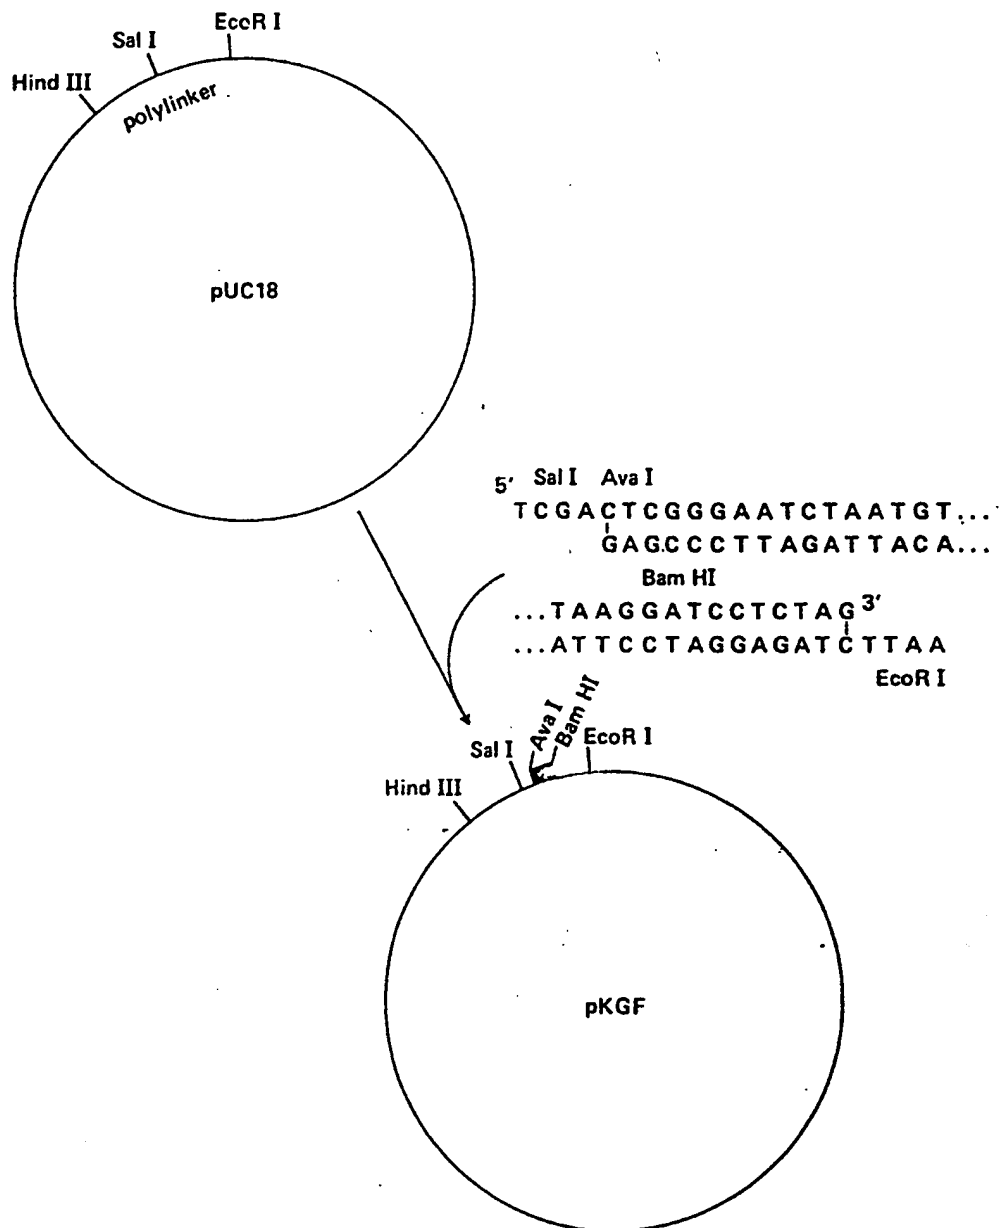 EcoR I
Sal I
Hind III
polylinker
pUC18
Sal I Ava I
5' TCGACTCGGGAATCTAATGT...
GAGCCCTTAGATTACA...
Bam HI
...TAAGGATCCTCTAG3'
...ATTCCTAGGAGATCTTAA
EcoR I
Ava I
Bam HI
EcoR I
Sal I
Hind III
pKGF